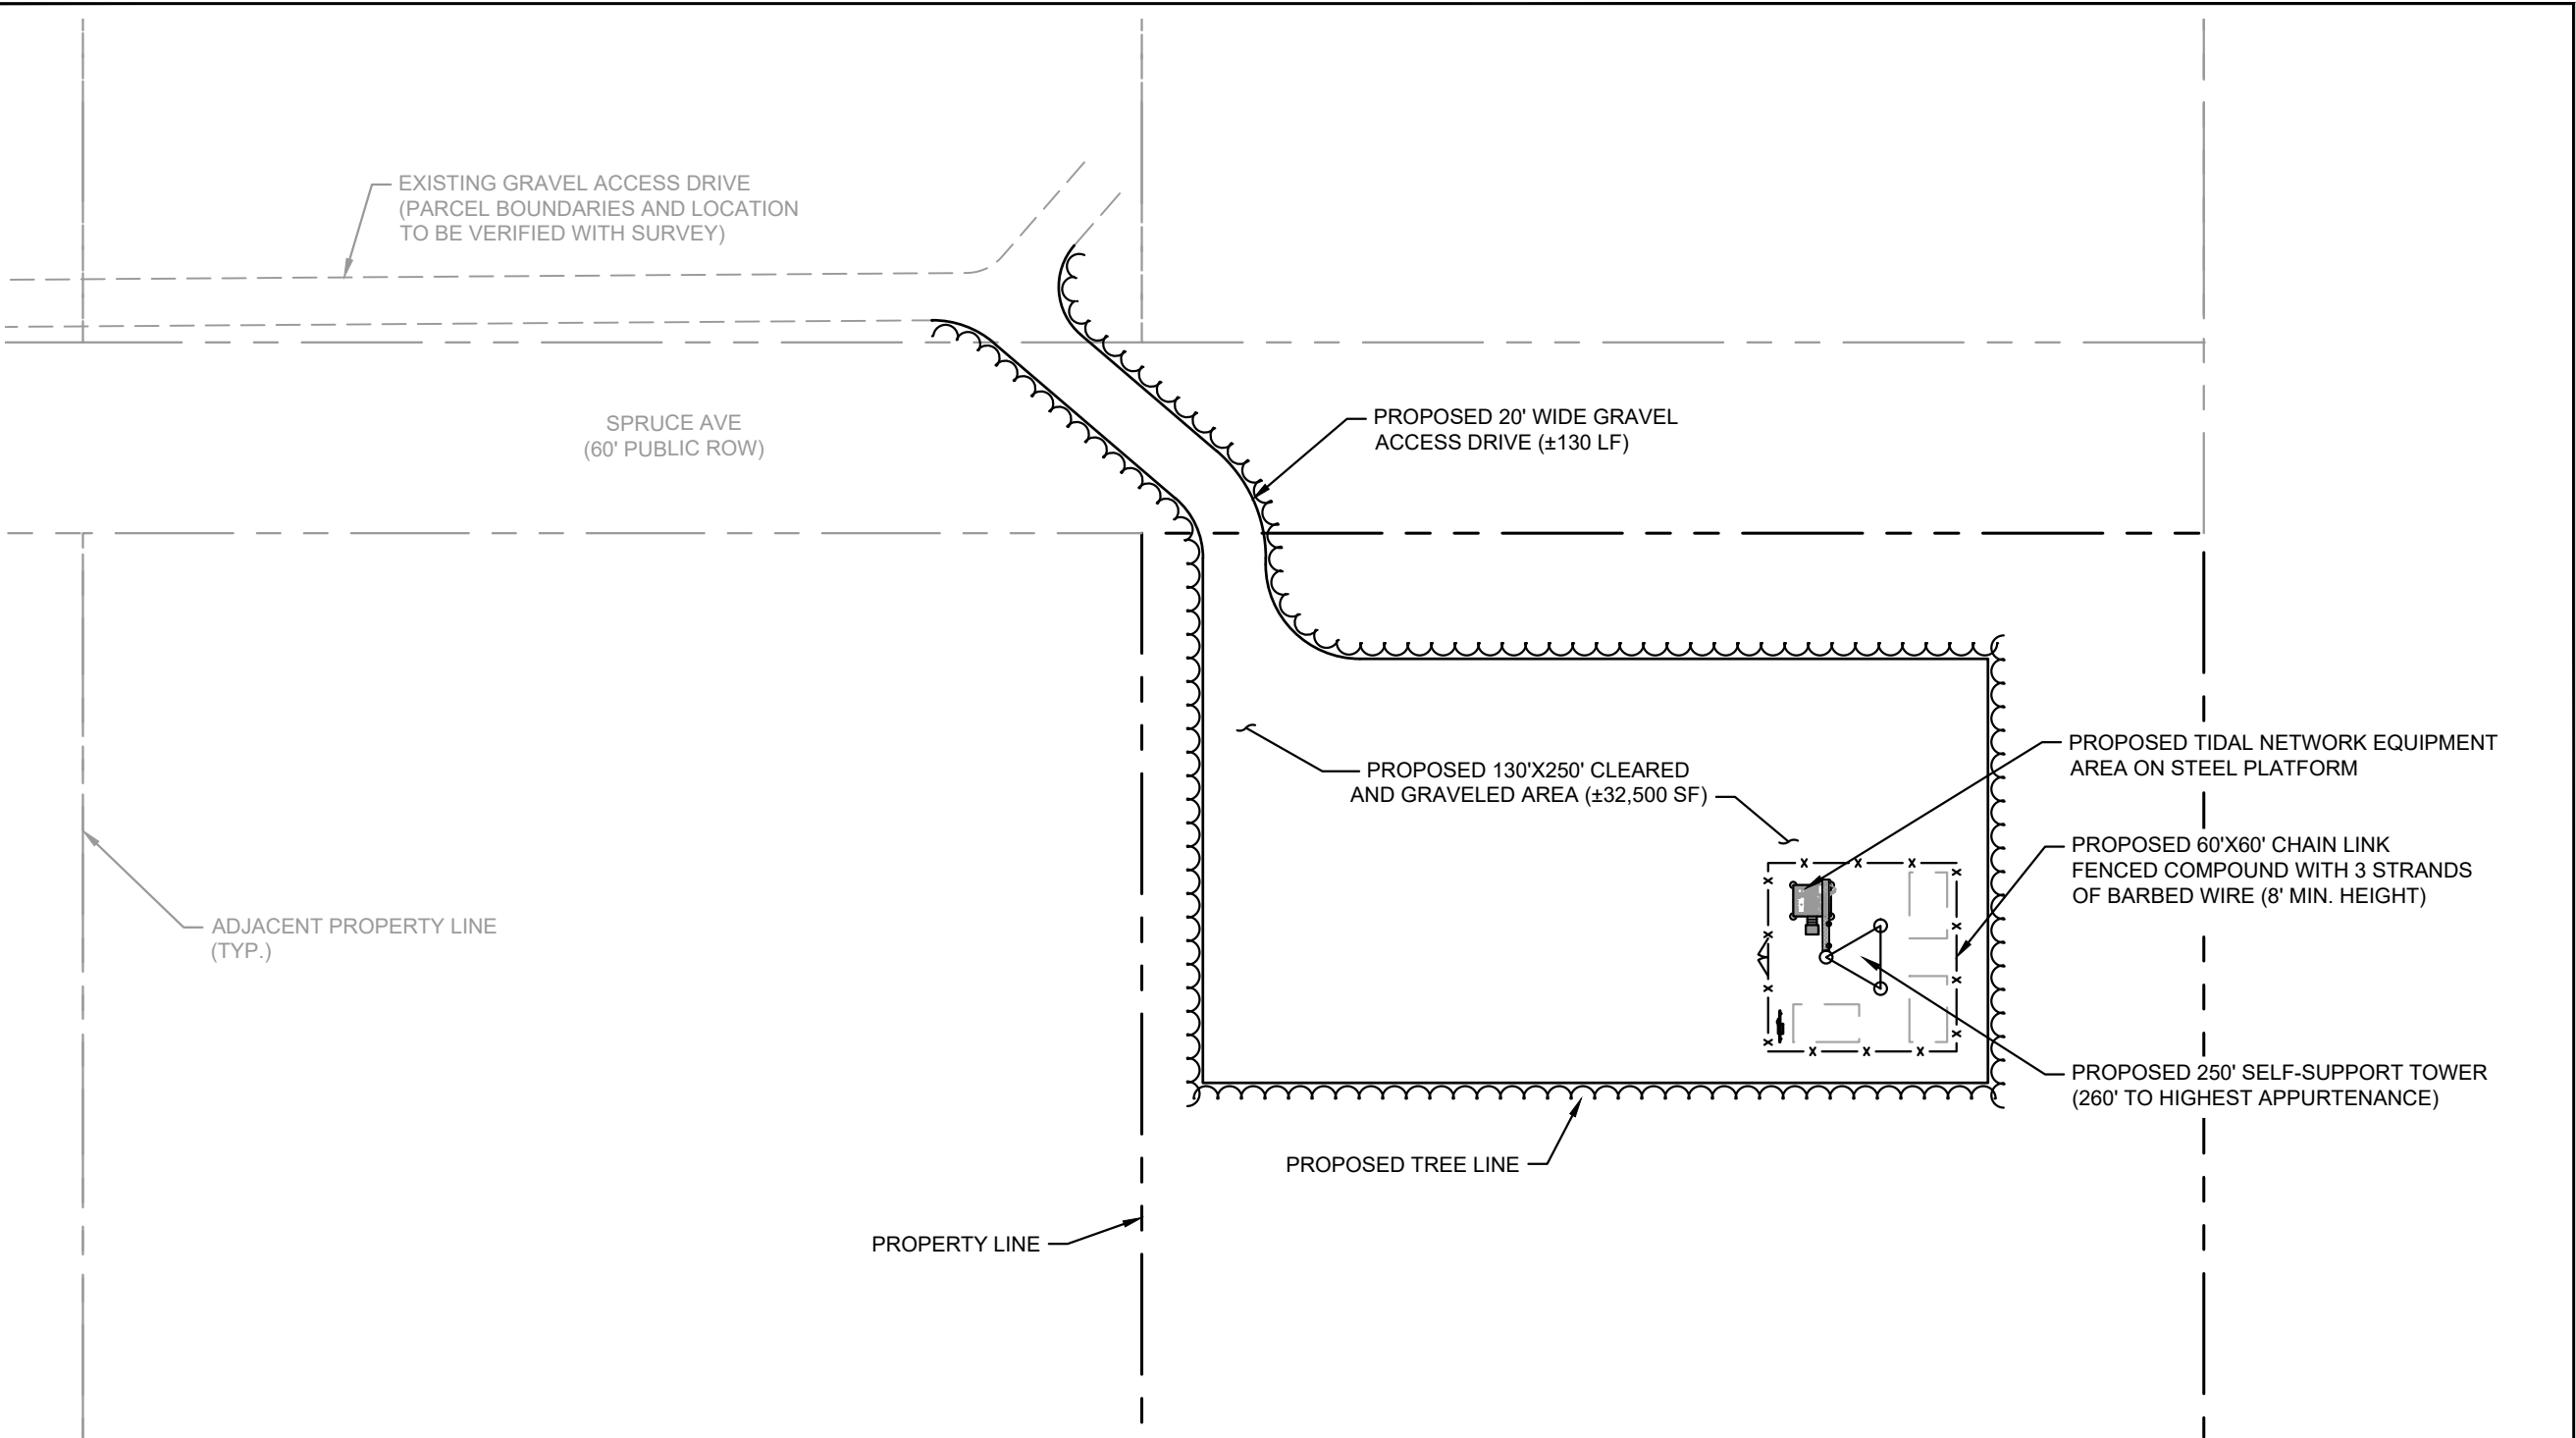 EXISTING GRAVEL ACCESS DRIVE
(PARCEL BOUNDARIES AND LOCATION
TO BE VERIFIED WITH SURVEY)
SPRUCE AVE
(60' PUBLIC ROW)
PROPOSED 20' WIDE GRAVEL
ACCESS DRIVE (±130 LF)
PROPOSED 130'X250' CLEARED
AND GRAVELED AREA (±32,500 SF)
PROPOSED TIDAL NETWORK EQUIPMENT
AREA ON STEEL PLATFORM
PROPOSED 60'X60' CHAIN LINK
FENCED COMPOUND WITH 3 STRANDS
OF BARBED WIRE (8' MIN. HEIGHT)
ADJACENT PROPERTY LINE
(TYP.)
PROPOSED 250' SELF-SUPPORT TOWER
(260' TO HIGHEST APPURTENANCE)
PROPOSED TREE LINE
PROPERTY LINE